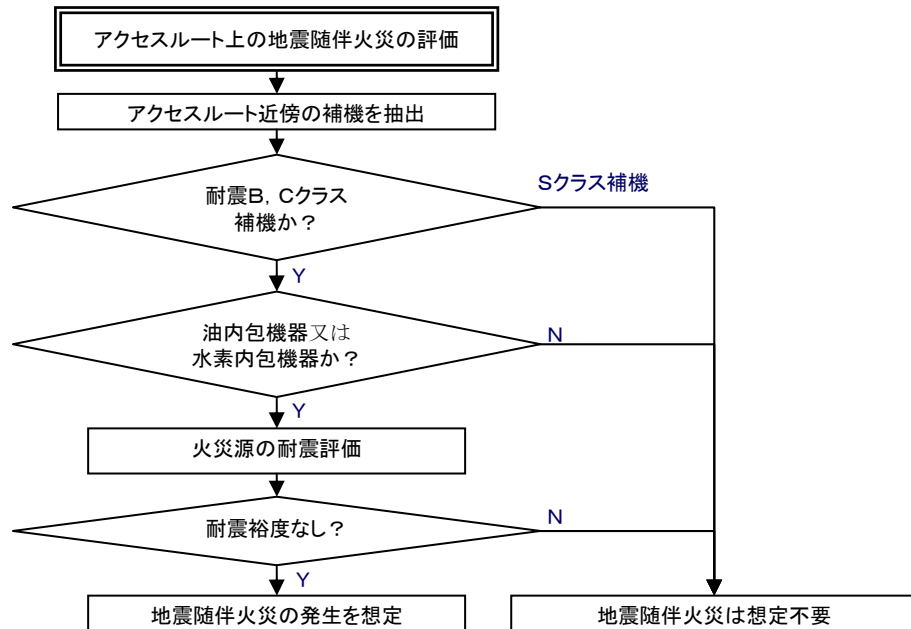 アクセスルート上の地震随伴火災の評価
アクセスルート近傍の補機を抽出
耐震B，Cクラス
補機か？
Sクラス補機
Y
油内包機器又は
水素内包機器か？
N
Y
火災源の耐震評価
耐震裕度なし？
N
Y
地震随伴火災の発生を想定
地震随伴火災は想定不要